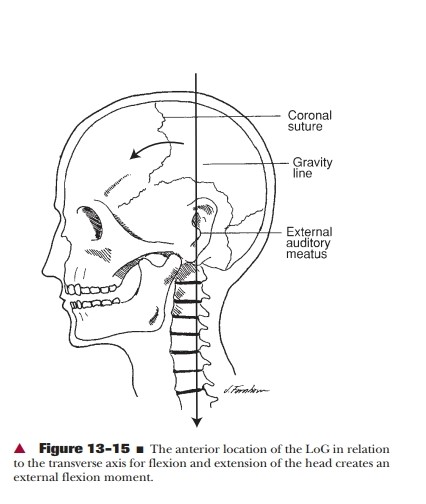 Coronal
suture
Gravity
line
External
auditory
meatus
▲ Figure 13-15 ■ The anterior location of the LoG in relation
to the transverse axis for flexion and extension of the head creates an
external flexion moment.